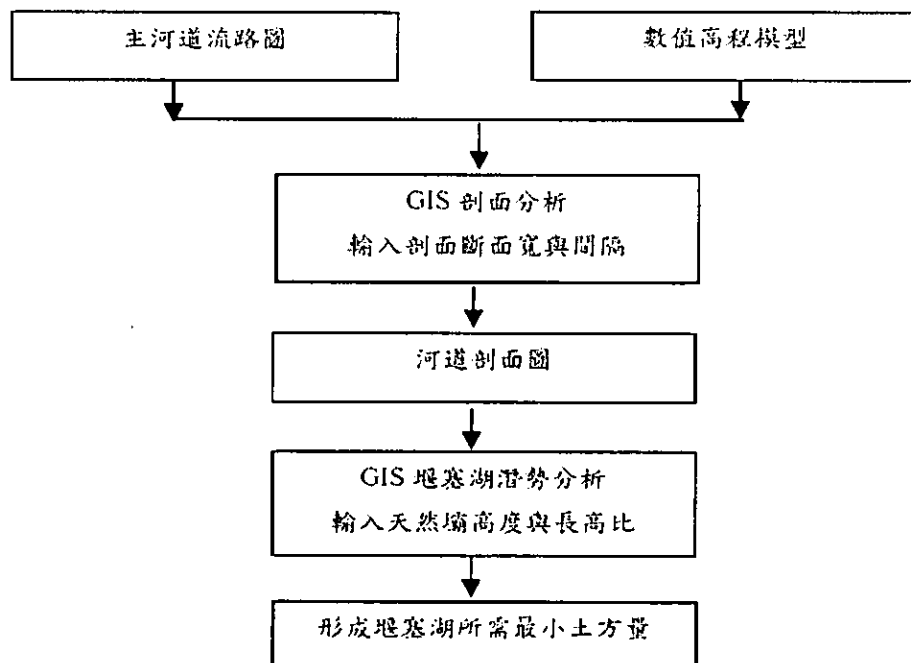 主河道流路圖
數值高程模型
GIS 剖面分析
輸入剖面斷面寬與間隔
河道剖面圖
GIS 堰塞湖潛勢分析
輸入天然壩高度與長高比
形成堰塞湖所需最小土方量